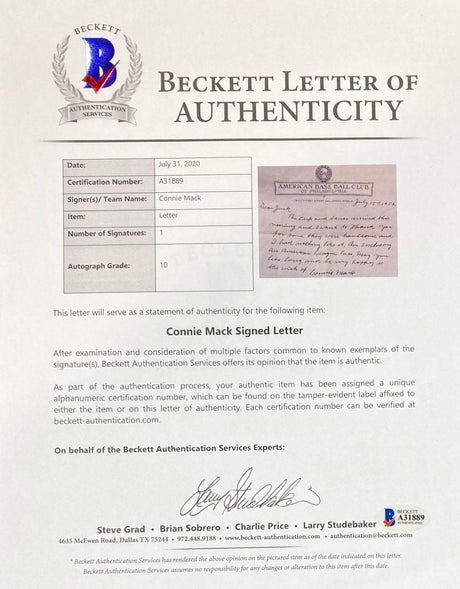 BECKETT
B
AUTHENTICATION
SERVICES
BECKETT LETTER OF
AUTHENTICITY
Date: July 31, 2020
Certification Number: A31889
Signer(s)/ Team Name: Connie Mack
Item: Letter
Number of Signatures: 1
Autograph Grade: 10
AMERICAN BASE BALL CLUB
OF PHILADELPHIA
This letter will serve as a statement of authenticity for the following item:
Connie Mack Signed Letter
After examination and consideration of multiple factors common to known exemplars of the
signature(s), Beckett Authentication Services offers its opinion that the item is authentic.
As part of the authentication process, your authentic item has been assigned a unique
alphanumeric certification number, which can be found on the tamper-evident label affixed to
either the item or on this letter of authenticity. Each certification number can be verified at
beckett-authentication.com.
On behalf of the Beckett Authentication Services Experts:
Larry Studebaker
BECKETT
A31889
Steve Grad • Brian Sobrero • Charlie Price • Larry Studebaker
4635 McEwen Road, Dallas TX 75244 • 972.448.9188 • www.beckett-authentication.com • authentication@beckett.com
* Beckett Authentication Services has rendered the above opinion on the pictured item as of the date indicated on this letter.
Beckett Authentication Services assumes no responsibility for any changes or alteration to this item after this date.